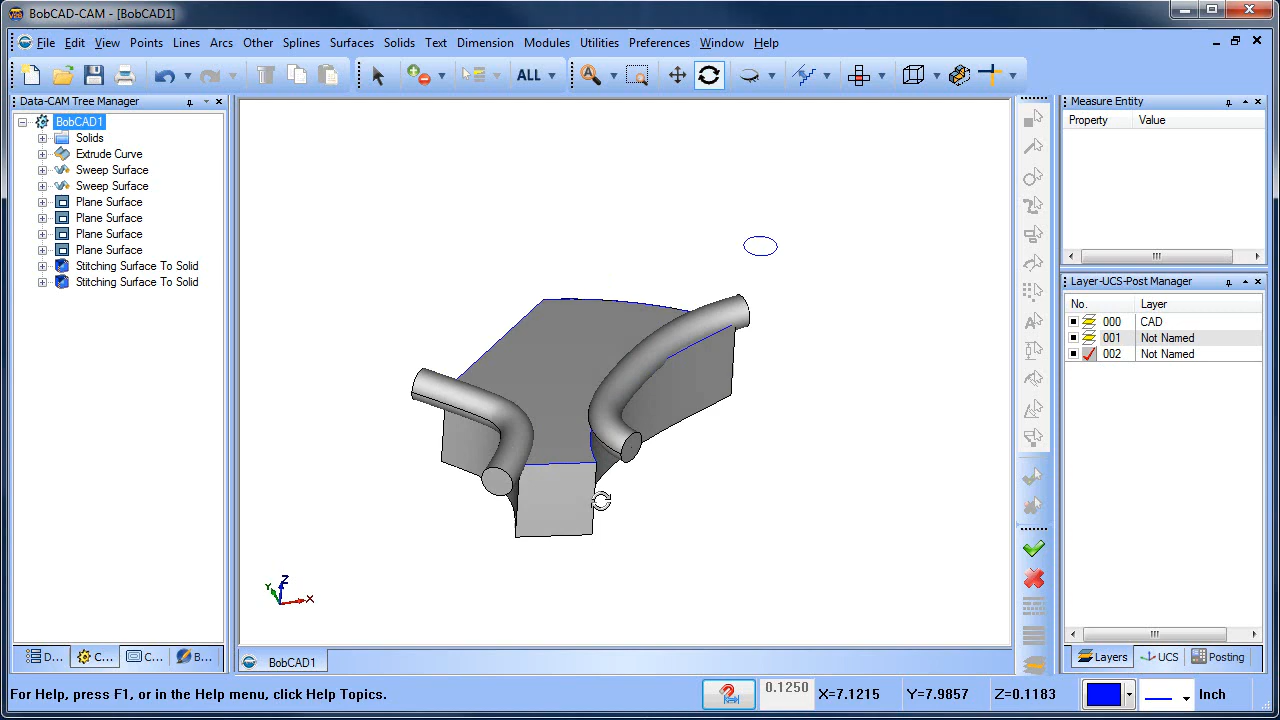 BobCAD-CAM - [BobCAD1]
File Edit View Points Lines Arcs Other Splines Surfaces Solids Text Dimension Modules Utilities Preferences Window Help
ALL
Data-CAM Tree Manager
BobCAD1
Solids
Extrude Curve
Sweep Surface
Sweep Surface
Plane Surface
Plane Surface
Plane Surface
Plane Surface
Stitching Surface To Solid
Stitching Surface To Solid
D... C... C... B...
Z
Y
X
BobCAD1
Measure Entity
Property Value
Layer-UCS-Post Manager
No. Layer
000 CAD
001 Not Named
002 Not Named
Layers UCS Posting
For Help, press F1, or in the Help menu, click Help Topics.
0.1250 X=7.1215 Y=7.9857 Z=0.1183 Inch